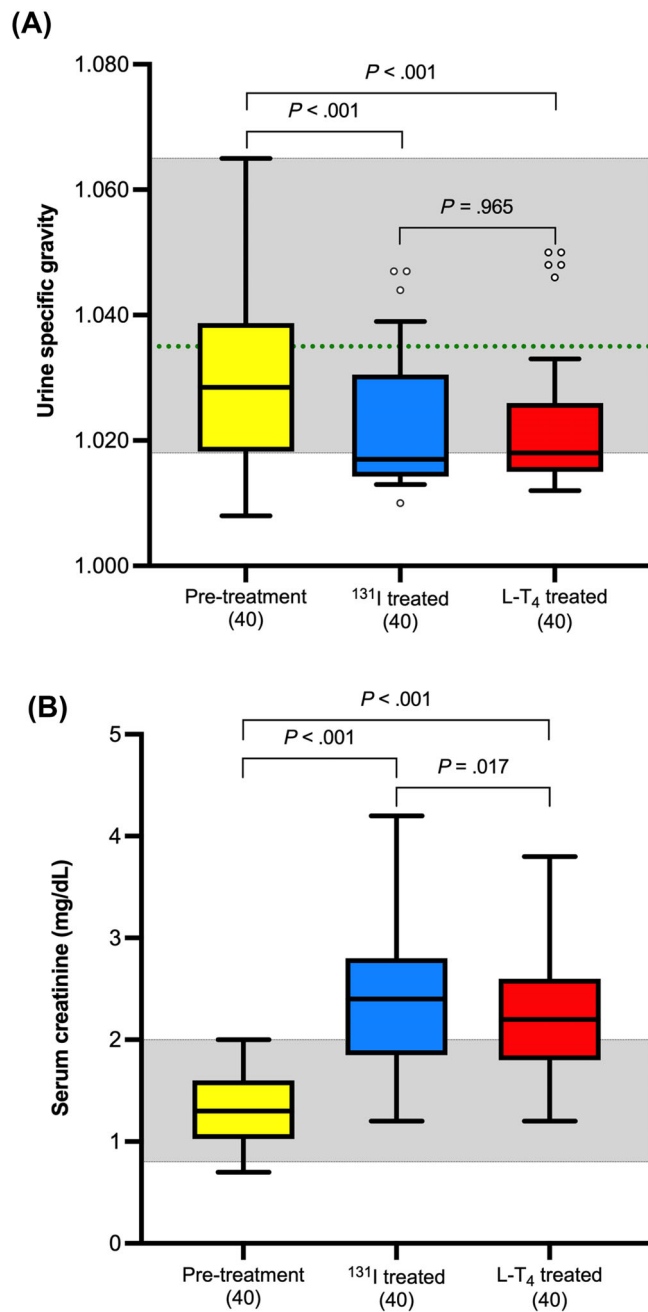 (A)
1.080
P < .001
P < .001
1.060
P = .965
Urine specific gravity
1.040
1.020
1.000
Pre-treatment
(40)
¹³¹I treated
(40)
L-T₄ treated
(40)
(B)
5
P < .001
P < .001
P = .017
4
Serum creatinine (mg/dL)
3
2
1
0
Pre-treatment
(40)
¹³¹I treated
(40)
L-T₄ treated
(40)